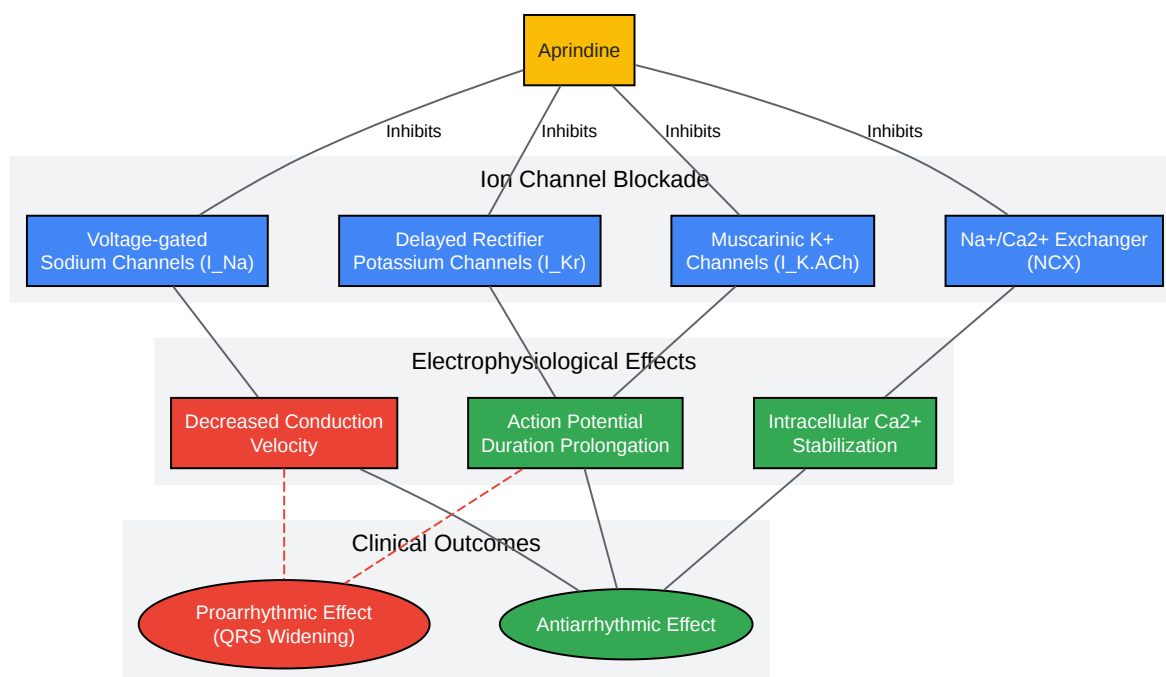 Aprindine
Inhibits
Inhibits
Inhibits
Inhibits
Ion Channel Blockade
Voltage-gated
Sodium Channels (I_Na)
Delayed Rectifier
Potassium Channels (I_Kr)
Muscarinic K+
Channels (I_K.ACh)
Na+/Ca2+ Exchanger
(NCX)
Electrophysiological Effects
Decreased Conduction
Velocity
Action Potential
Duration Prolongation
Intracellular Ca2+
Stabilization
Clinical Outcomes
Proarrhythmic Effect
(QRS Widening)
Antiarrhythmic Effect